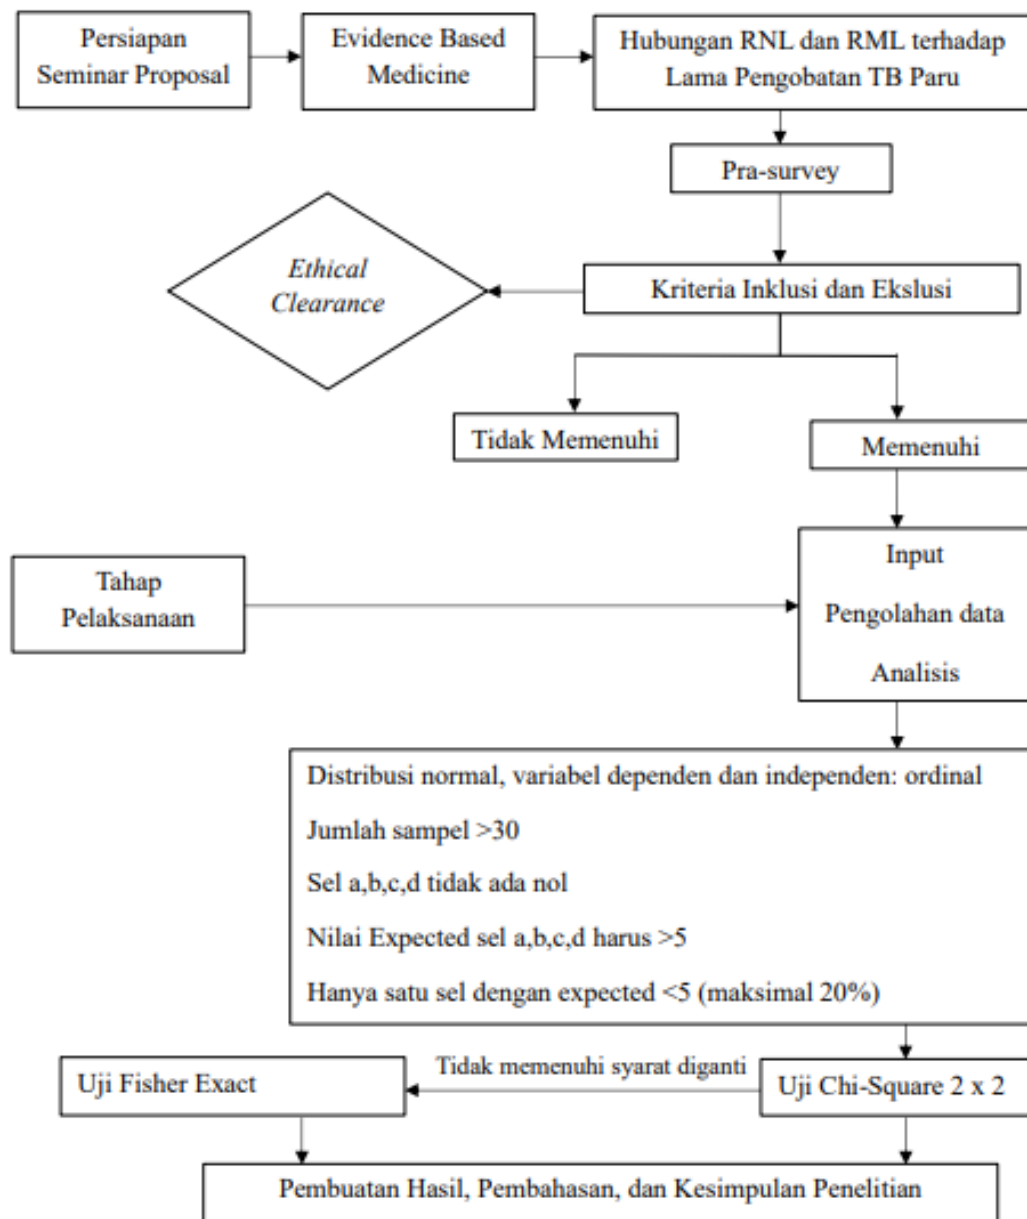 Persiapan
Seminar Proposal
Evidence Based
Medicine
Hubungan RNL dan RML terhadap
Lama Pengobatan TB Paru
Pra-survey
Ethical
Clearance
Kriteria Inklusi dan Ekslusi
Tidak Memenuhi
Memenuhi
Tahap
Pelaksanaan
Input
Pengolahan data
Analisis
Distribusi normal, variabel dependen dan independen: ordinal
Jumlah sampel >30
Sel a,b,c,d tidak ada nol
Nilai Expected sel a,b,c,d harus >5
Hanya satu sel dengan expected <5 (maksimal 20%)
Uji Fisher Exact
Tidak memenuhi syarat diganti
Uji Chi-Square 2 x 2
Pembuatan Hasil, Pembahasan, dan Kesimpulan Penelitian